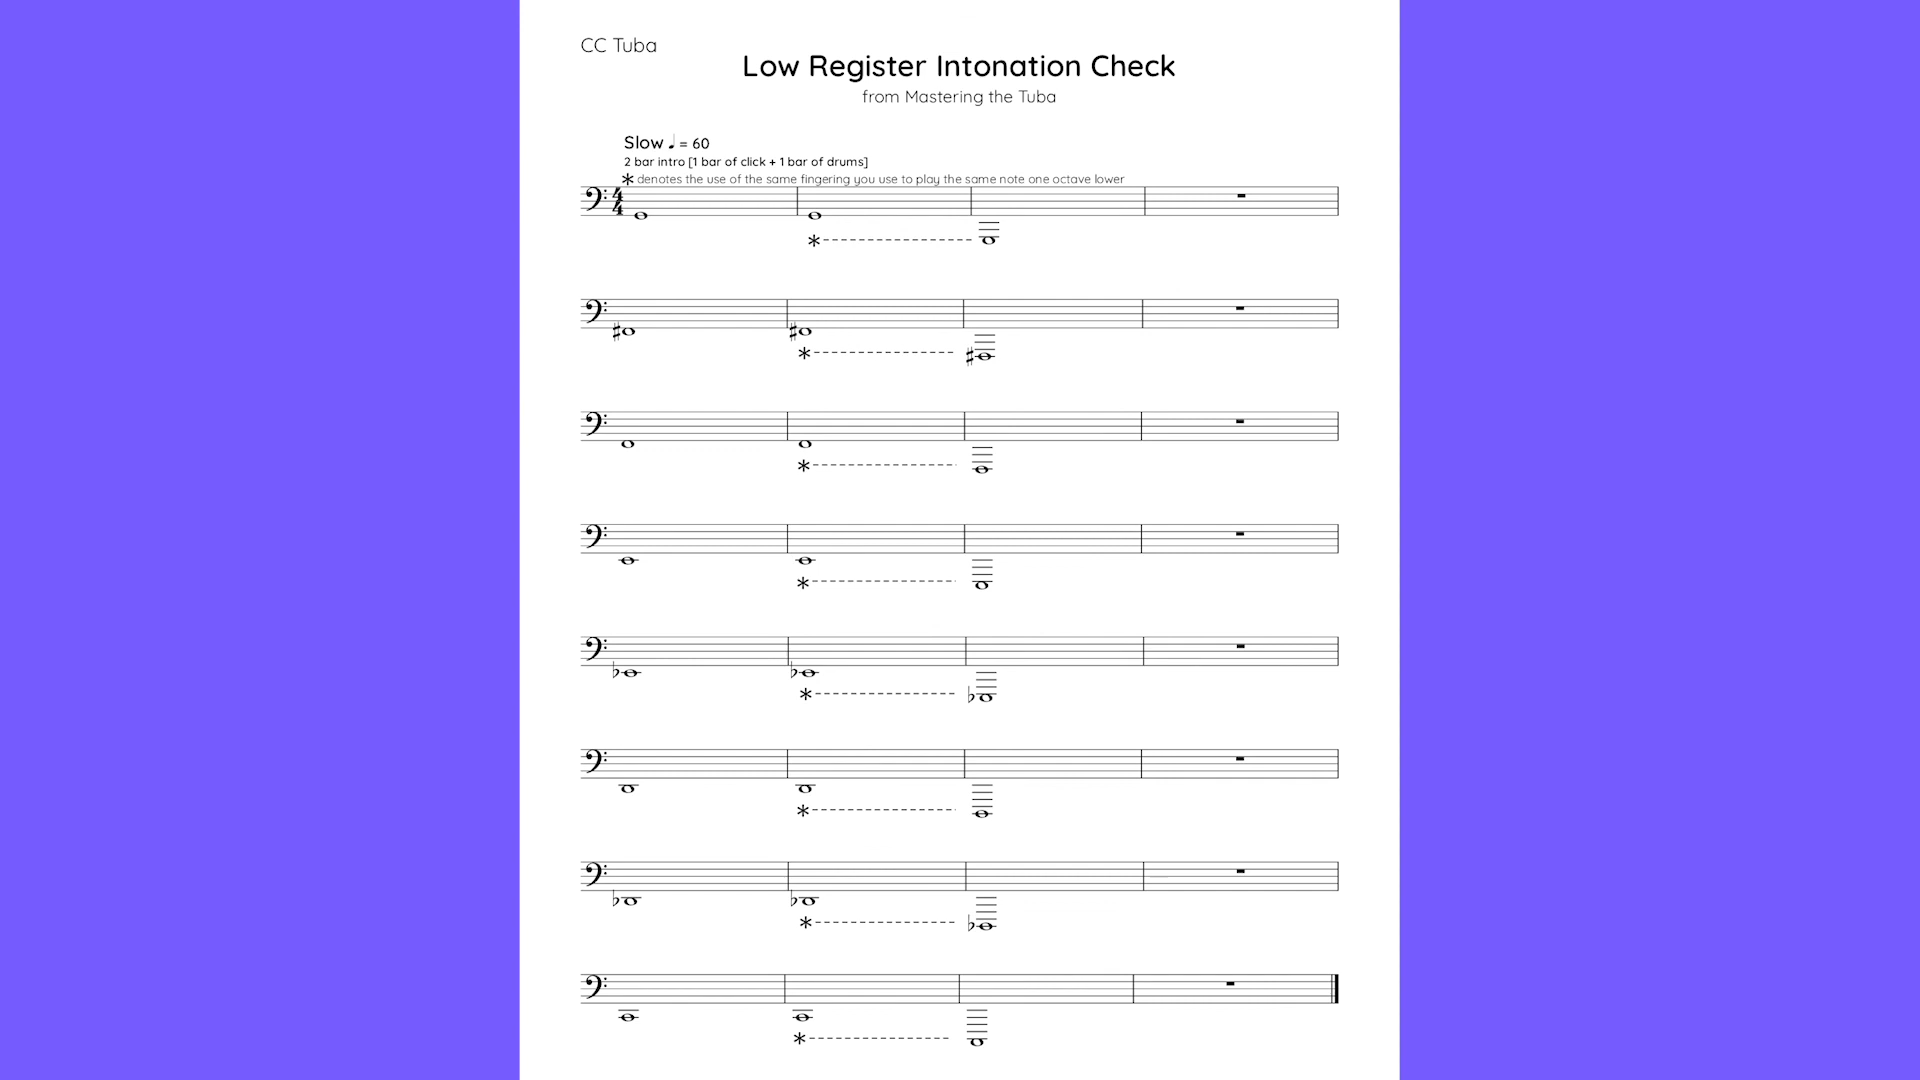 CC Tuba
Low Register Intonation Check
from Mastering the Tuba
Slow ♩ = 60
2 bar intro [1 bar of click + 1 bar of drums]
* denotes the use of the same fingering you use to play the same note one octave lower